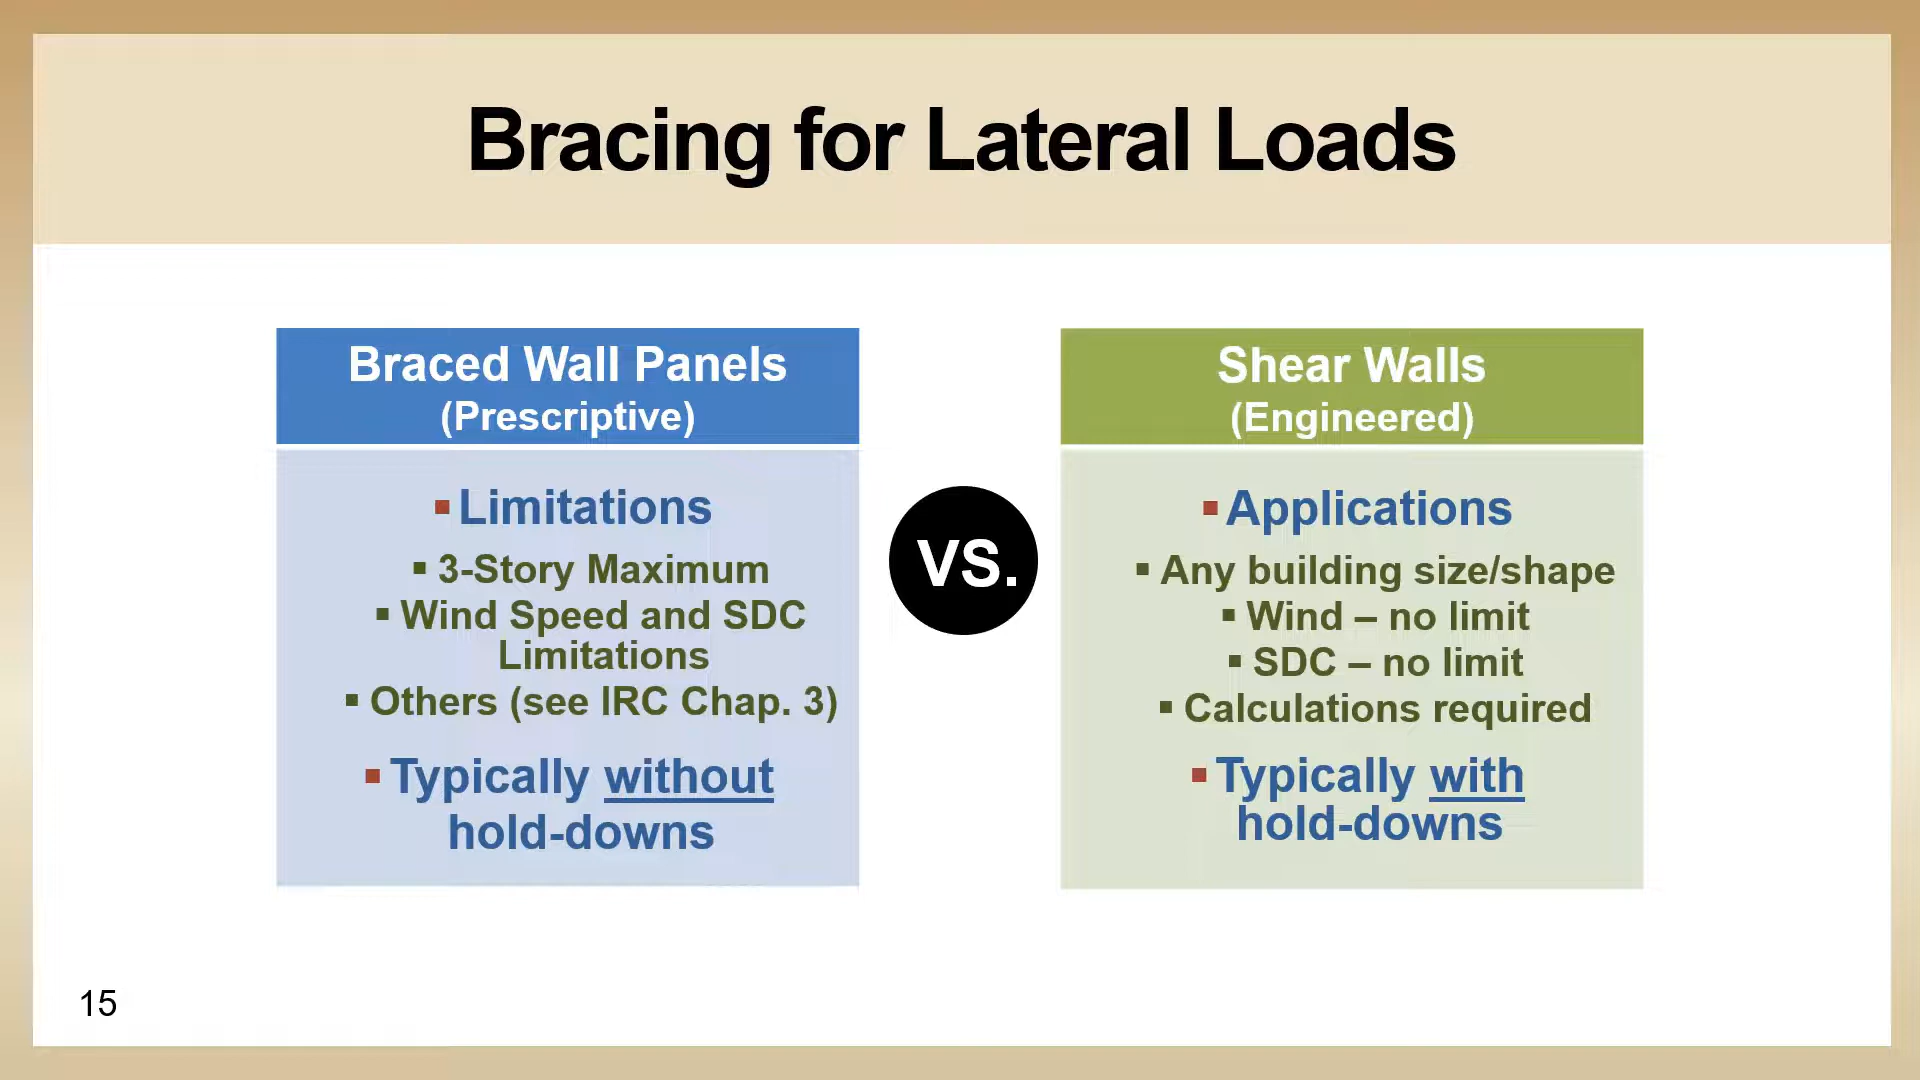 Bracing for Lateral Loads
Braced Wall Panels
(Prescriptive)
▪ Limitations
▪ 3-Story Maximum
▪ Wind Speed and SDC
Limitations
▪ Others (see IRC Chap. 3)
▪ Typically without
hold-downs
VS.
Shear Walls
(Engineered)
▪ Applications
▪ Any building size/shape
▪ Wind – no limit
▪ SDC – no limit
▪ Calculations required
▪ Typically with
hold-downs
15